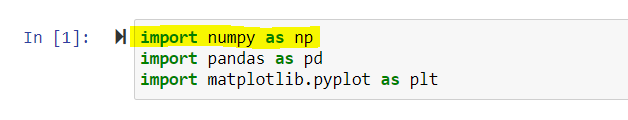 In [1]: import numpy as np
import pandas as pd
import matplotlib.pyplot as plt